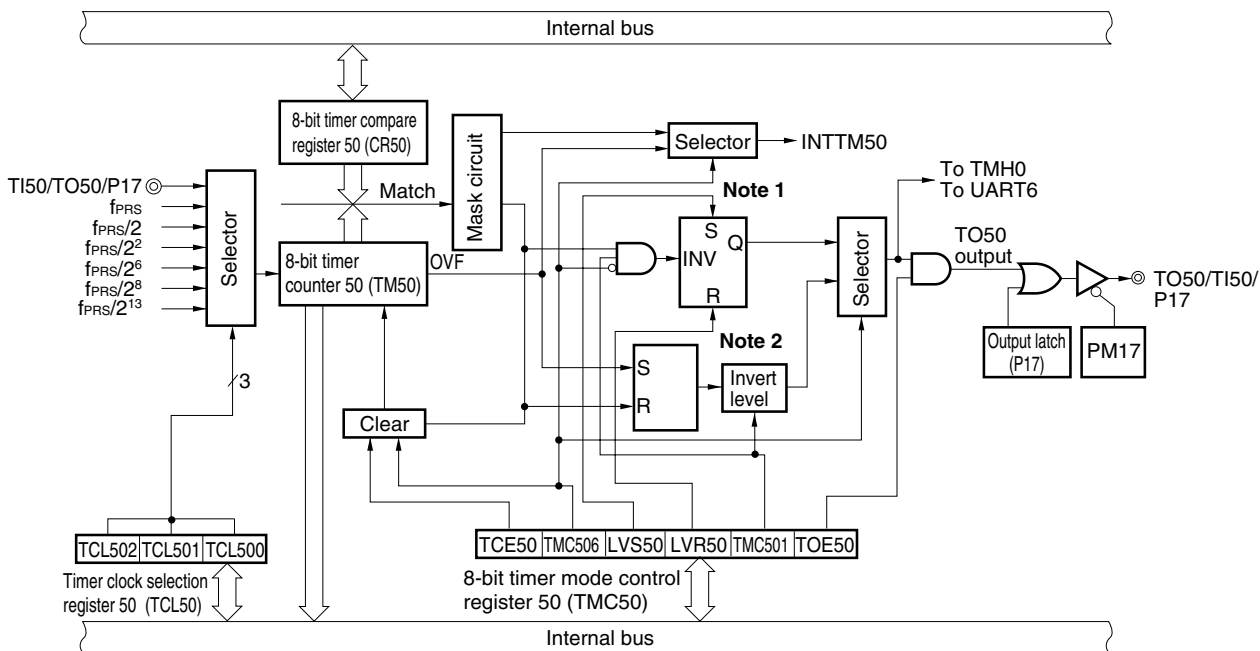 Internal bus
8-bit timer compare
register 50 (CR50)
Mask circuit
Selector
INTTM50
To TMH0
To UART6
TI50/TO50/P17
fPRS
fPRS/2
fPRS/2²
fPRS/2⁶
fPRS/2⁸
fPRS/2¹³
Selector
Match
Note 1
8-bit timer
counter 50 (TM50)
OVF
S
Q
INV
R
Selector
TO50
output
TO50/TI50/
P17
Note 2
Output latch
(P17)
PM17
S
R
Invert
level
3
Clear
TCL502 TCL501 TCL500
Timer clock selection
register 50 (TCL50)
TCE50 TMC506 LVS50 LVR50 TMC501 TOE50
8-bit timer mode control
register 50 (TMC50)
Internal bus